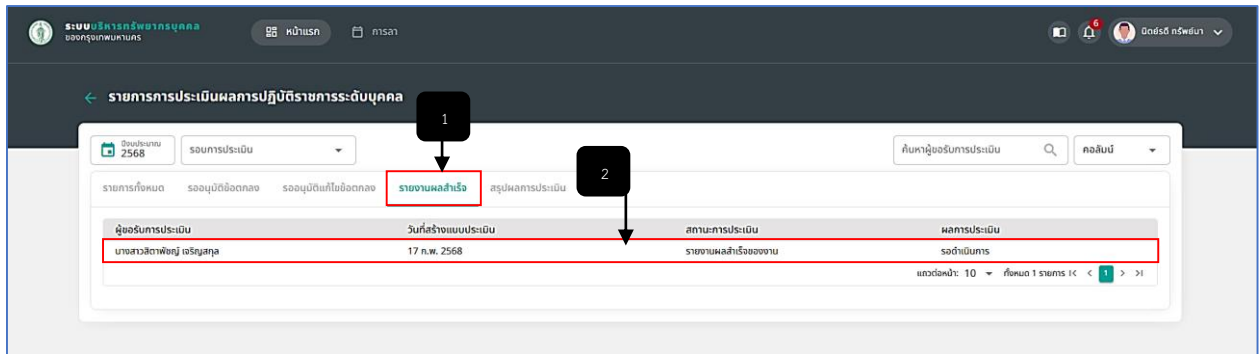 ระบบบริหารทรัพยากรบุคคล
ของกรุงเทพมหานคร
หน้าแรก
การลา
6
นิตย์รดี ทรัพย์มา
รายการการประเมินผลการปฏิบัติราชการระดับบุคคล
1
ปีงบประมาณ
2568
รอบการประเมิน
ค้นหาผู้ขอรับการประเมิน
คอลัมน์
2
รายการทั้งหมด รออนุมัติข้อตกลง รออนุมัติแก้ไขข้อตกลง รายงานผลสำเร็จ สรุปผลการประเมิน
ผู้ขอรับการประเมิน วันที่สร้างแบบประเมิน สถานะการประเมิน ผลการประเมิน
นางสาวสิตาพัชญ์ เจริญสกุล 17 ก.พ. 2568 รายงานผลสำเร็จของงาน รอดำเนินการ
แถวต่อหน้า: 10 ทั้งหมด 1 รายการ 1